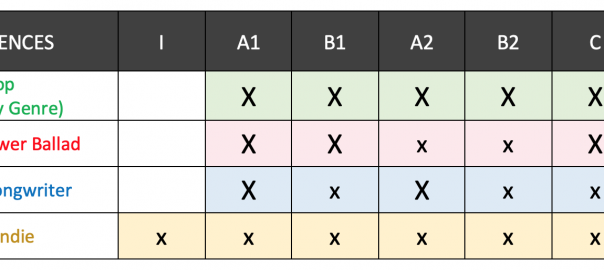 ENCES I A1 B1 A2 B2 C
op
y Genre) X X X X X
wer Ballad X X x x X
ongwriter X x X x x
ndie x x x x x x